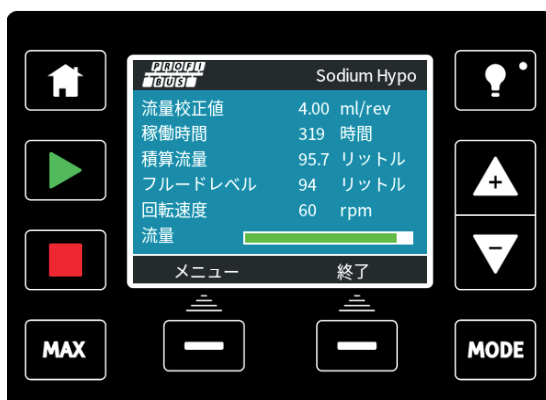 PROFI
BUS
Sodium Hypo
流量校正値 4.00 ml/rev
稼働時間 319 時間
積算流量 95.7 リットル
フルードレベル 94 リットル
回転速度 60 rpm
流量
メニュー 終了
MAX
MODE